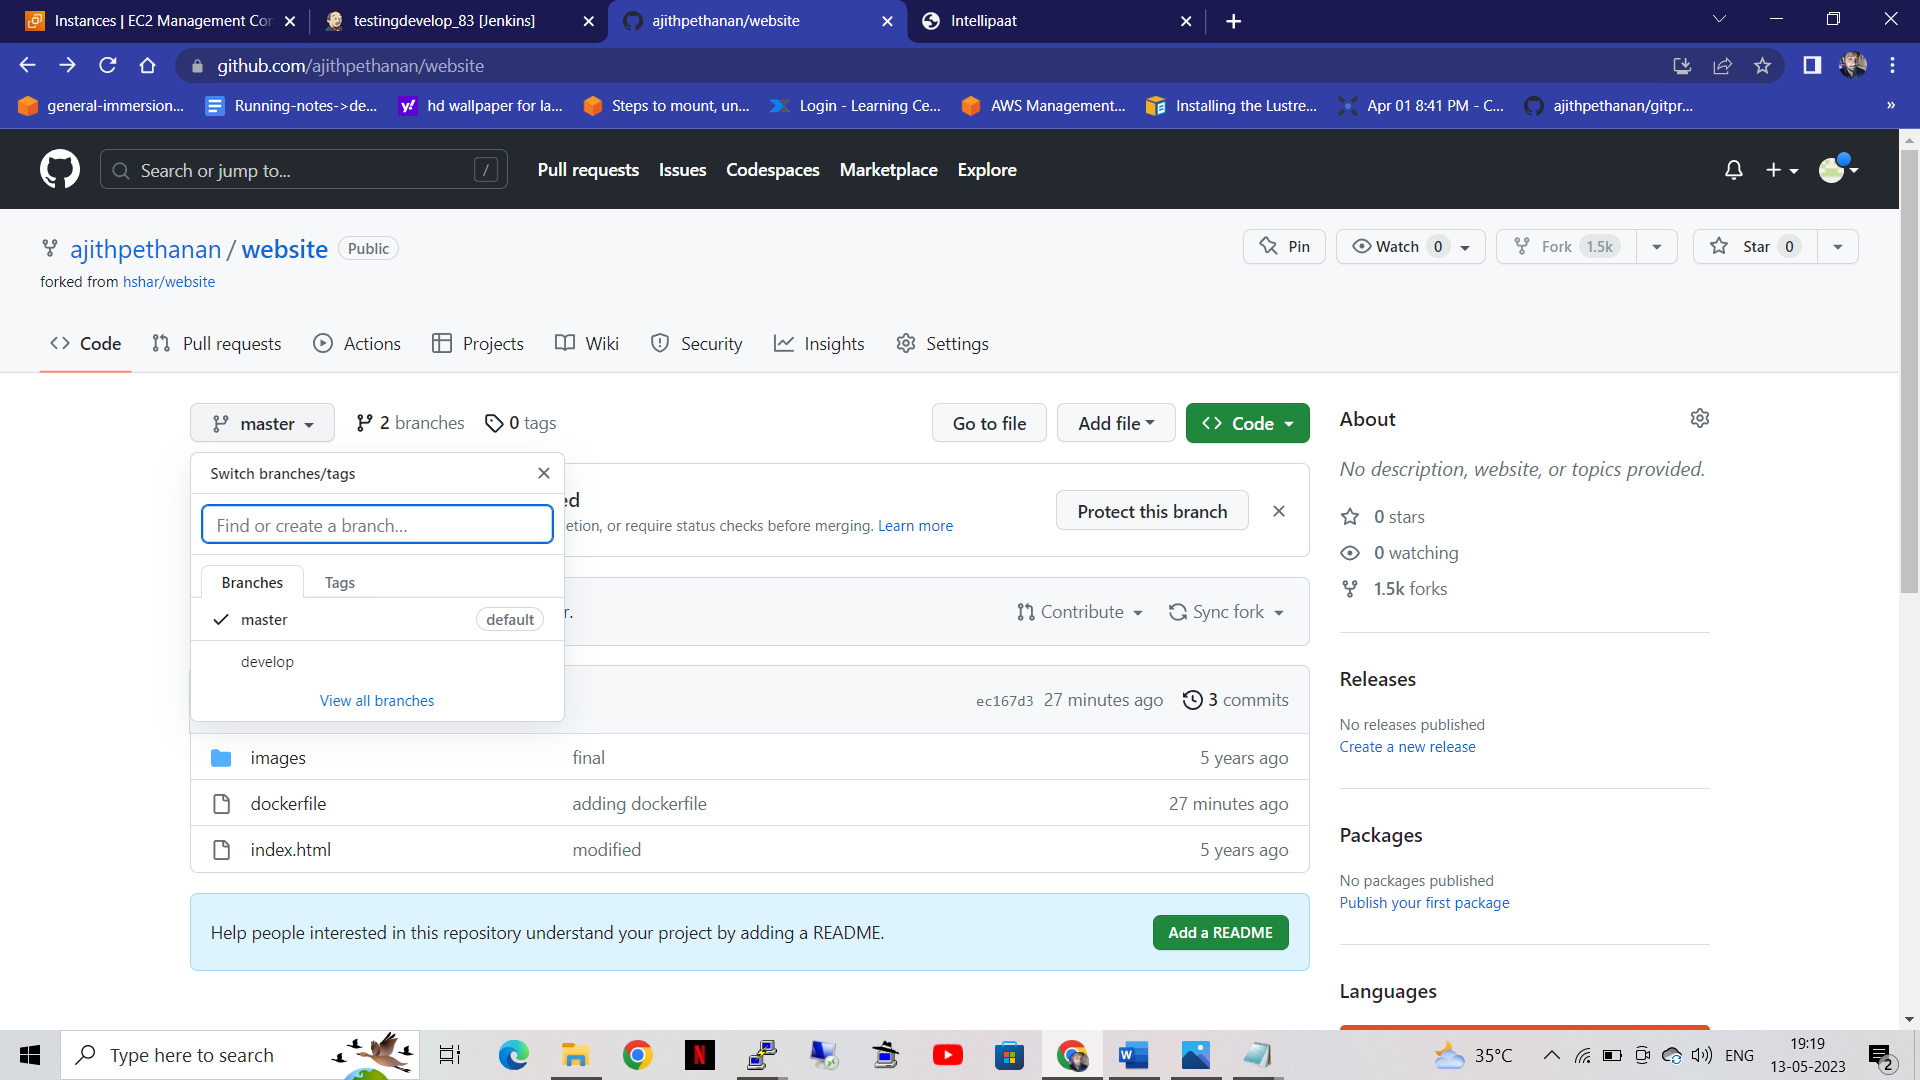 Instances | EC2 Management Con
testingdevelop_83 [Jenkins]
ajithpethanan/website
Intellipaat
github.com/ajithpethanan/website
general-immersion...
Running-notes->de...
hd wallpaper for la...
Steps to mount, un...
Login - Learning Ce...
AWS Management...
Installing the Lustre...
Apr 01 8:41 PM - C...
ajithpethanan/gitpr...
»
Search or jump to...
/
Pull requests
Issues
Codespaces
Marketplace
Explore
ajithpethanan / website
Public
forked from hshar/website
Pin
Watch 0
Fork 1.5k
Star 0
Code
Pull requests
Actions
Projects
Wiki
Security
Insights
Settings
master
2 branches
0 tags
Go to file
Add file
Code
Switch branches/tags
Find or create a branch...
Branches
Tags
master
default
develop
View all branches
ed
etion, or require status checks before merging. Learn more
Protect this branch
r.
Contribute
Sync fork
ec167d3 27 minutes ago
3 commits
images
final
5 years ago
dockerfile
adding dockerfile
27 minutes ago
index.html
modified
5 years ago
Help people interested in this repository understand your project by adding a README.
Add a README
About
No description, website, or topics provided.
0 stars
0 watching
1.5k forks
Releases
No releases published
Create a new release
Packages
No packages published
Publish your first package
Languages
Type here to search
N
W
35°C
ENG
19:19
13-05-2023
2